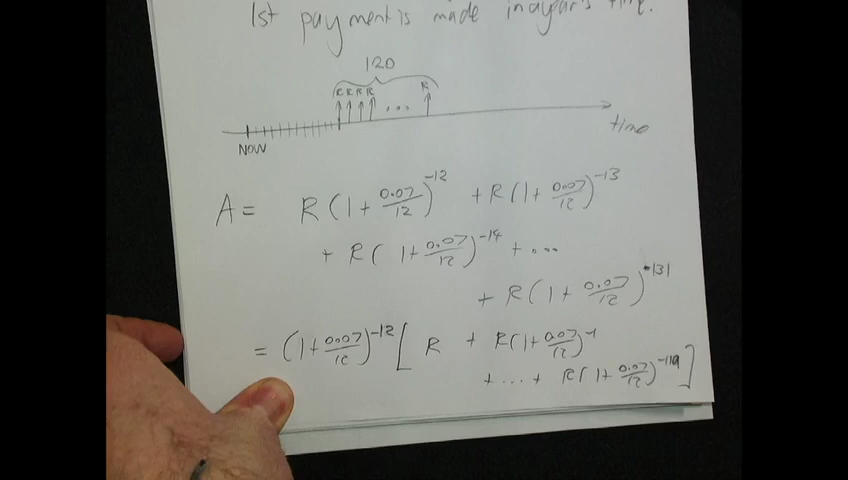 1st payment is made in a year's time.
120
R R R R ... R
NOW
time
A = R(1+0.07/12)^-12 + R(1+0.07/12)^-13
+ R(1+0.07/12)^-14 + ...
+ R(1+0.07/12)^-131
= (1+0.07/12)^-12 [R + R(1+0.07/12)^-1
+ ... + R(1+0.07/12)^-119]